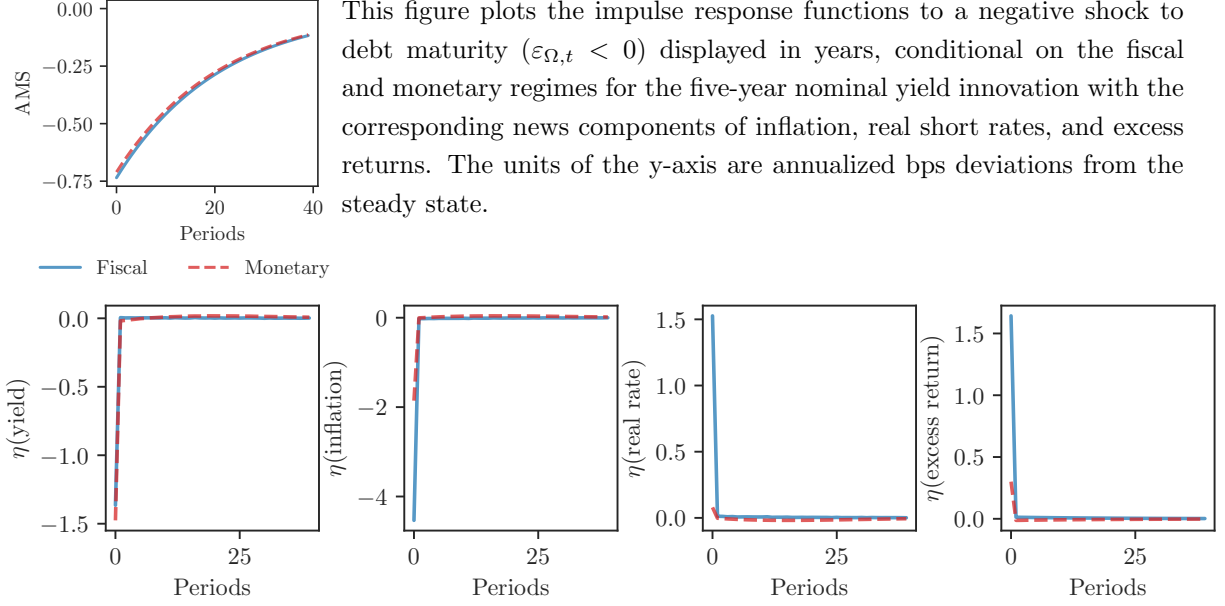 This figure plots the impulse response functions to a negative shock to
debt maturity (εΩ,t < 0) displayed in years, conditional on the fiscal
and monetary regimes for the five-year nominal yield innovation with the
corresponding news components of inflation, real short rates, and excess
returns. The units of the y-axis are annualized bps deviations from the
steady state.
AMS
0.00
−0.25
−0.50
−0.75
0 20 40
Periods
Fiscal Monetary
η(yield)
0.0
−0.5
−1.0
−1.5
0 25
Periods
η(inflation)
0
−2
−4
0 25
Periods
η(real rate)
1.5
1.0
0.5
0.0
0 25
Periods
η(excess return)
1.5
1.0
0.5
0.0
0 25
Periods